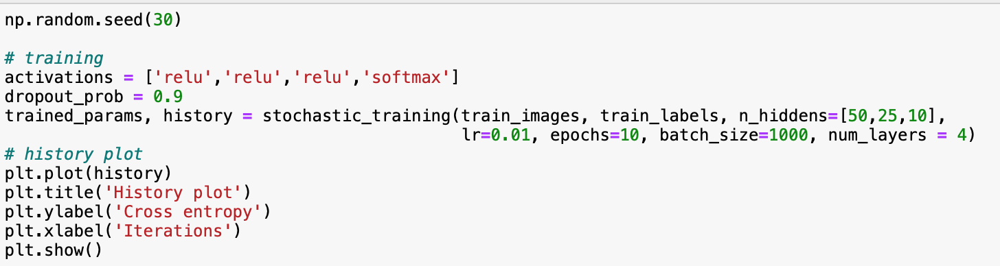 np.random.seed(30)
# training
activations = ['relu','relu','relu','softmax']
dropout_prob = 0.9
trained_params, history = stochastic_training(train_images, train_labels, n_hiddens=[50,25,10],
lr=0.01, epochs=10, batch_size=1000, num_layers = 4)
# history plot
plt.plot(history)
plt.title('History plot')
plt.ylabel('Cross entropy')
plt.xlabel('Iterations')
plt.show()